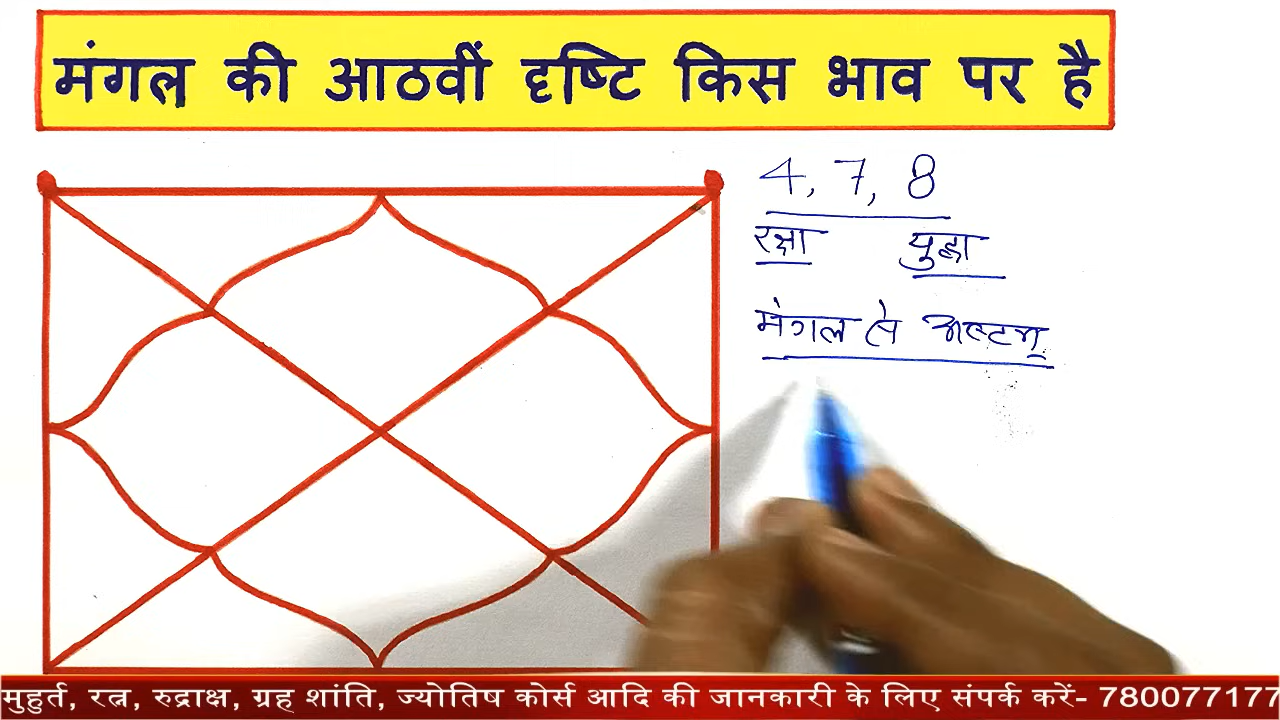 मंगल की आठवीं दृष्टि किस भाव पर है
4, 7, 8
रक्षा युद्ध
मंगल से अष्टम्
मुहुर्त, रत्न, रुद्राक्ष, ग्रह शांति, ज्योतिष कोर्स आदि की जानकारी के लिए संपर्क करें- 780077177